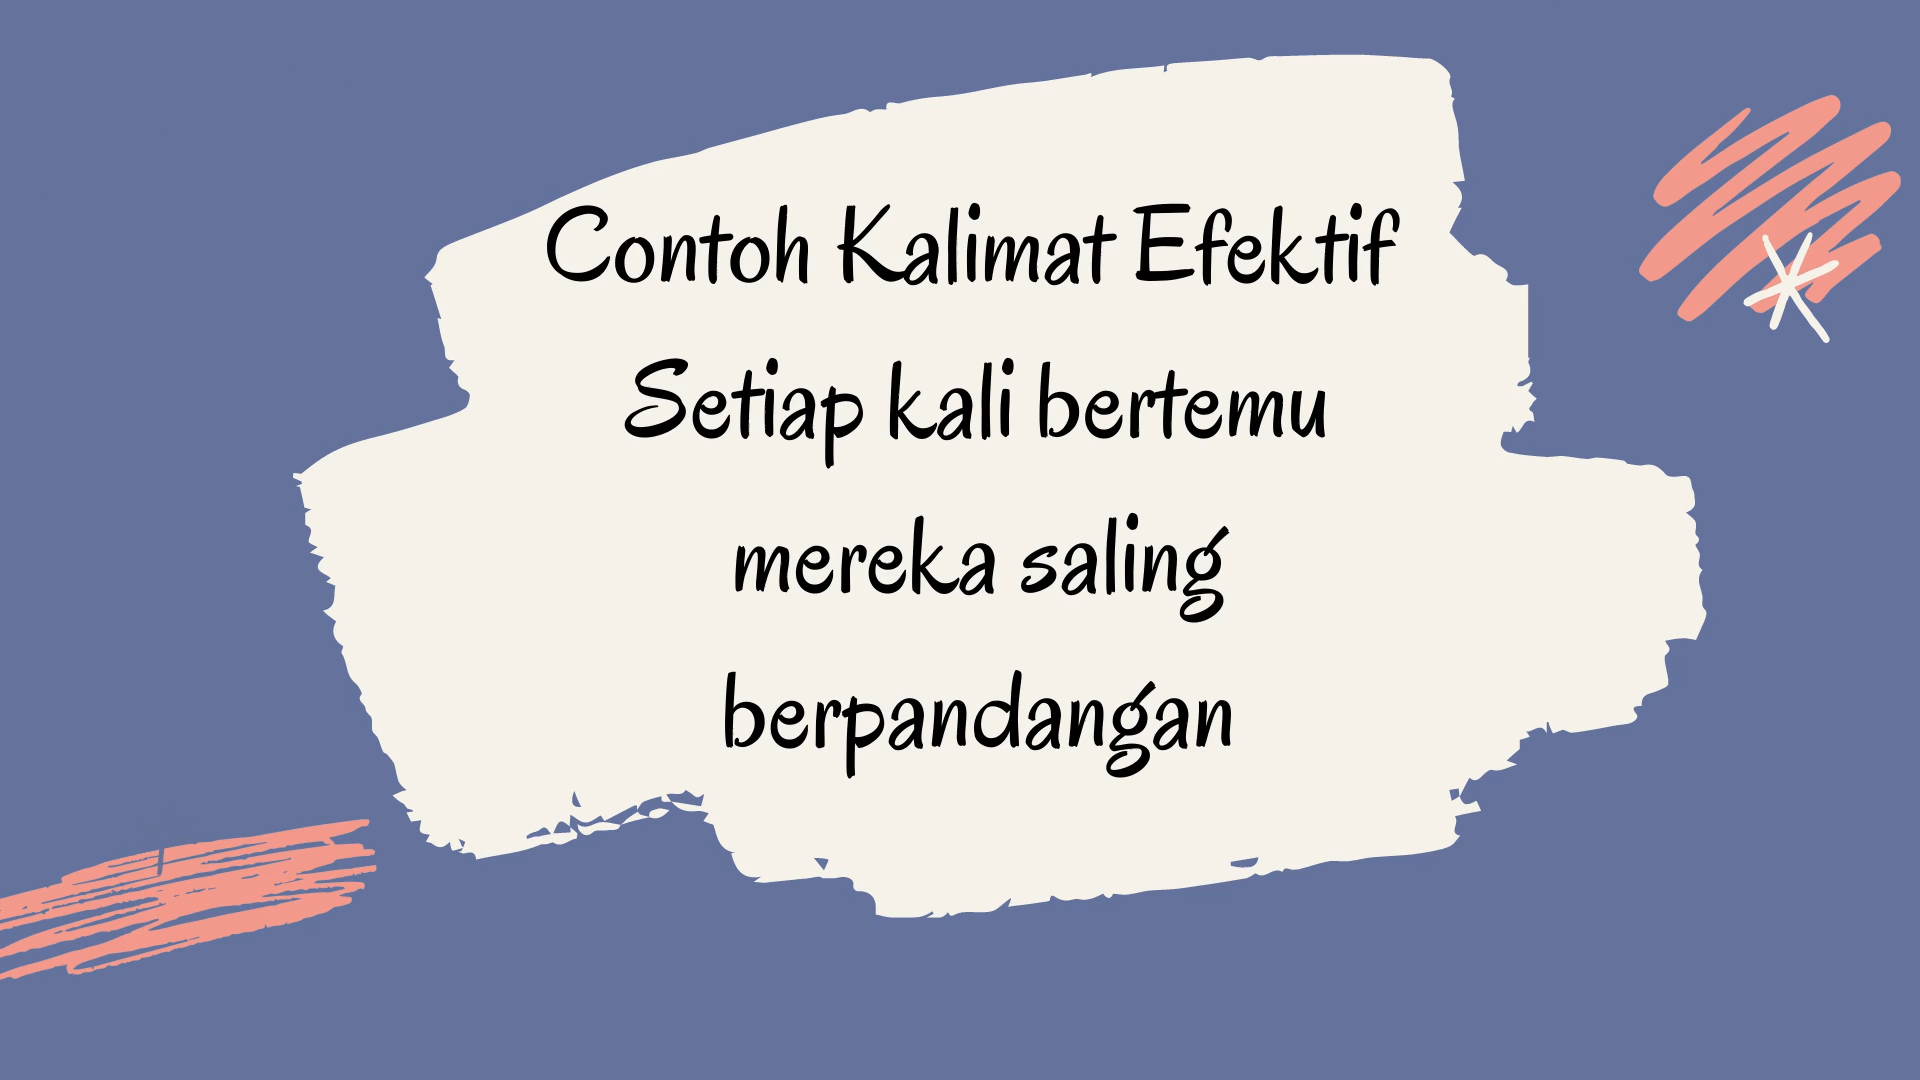 Contoh Kalimat Efektif
Setiap kali bertemu
mereka saling
berpandangan